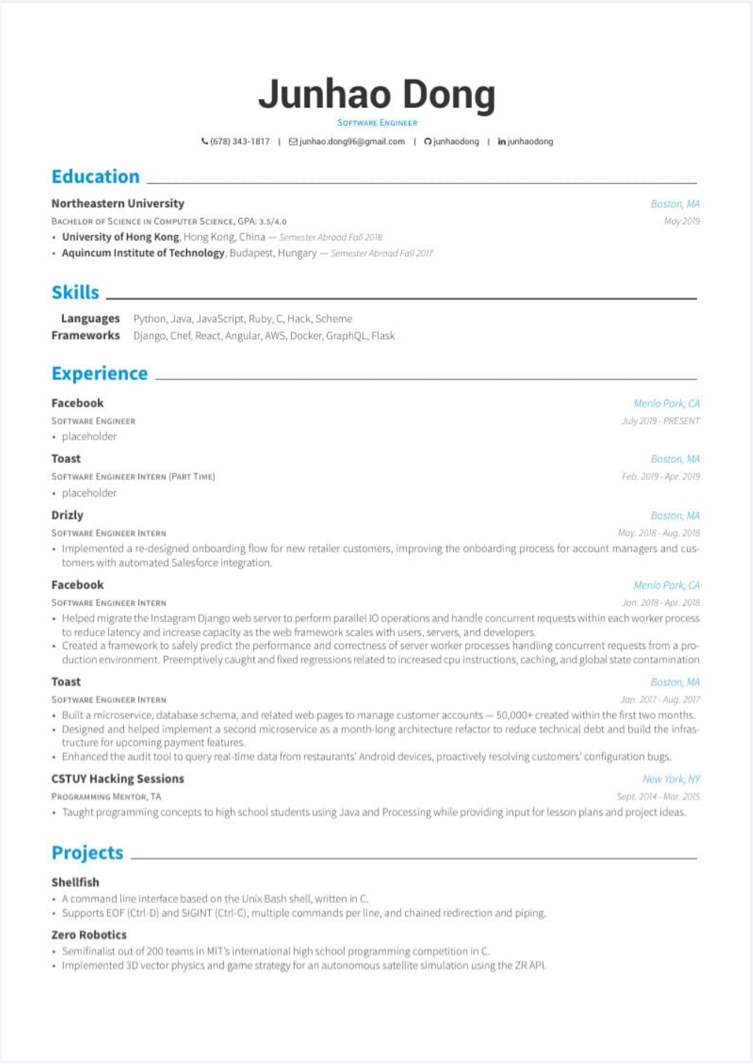 Junhao Dong
Software Engineer
(678) 343-1817 | junhao.dong96@gmail.com | junhaodong | junhaodong
Education
Northeastern University Boston, MA
Bachelor of Science in Computer Science, GPA: 3.5/4.0 May 2019
• University of Hong Kong, Hong Kong, China — Semester Abroad Fall 2018
• Aquincum Institute of Technology, Budapest, Hungary — Semester Abroad Fall 2017
Skills
Languages Python, Java, JavaScript, Ruby, C, Hack, Scheme
Frameworks Django, Chef, React, Angular, AWS, Docker, GraphQL, Flask
Experience
Facebook Menlo Park, CA
Software Engineer July 2019 - PRESENT
• placeholder
Toast Boston, MA
Software Engineer Intern (Part Time) Feb. 2019 - Apr. 2019
• placeholder
Drizly Boston, MA
Software Engineer Intern May. 2018 - Aug. 2018
• Implemented a re-designed onboarding flow for new retailer customers, improving the onboarding process for account managers and cus-
tomers with automated Salesforce integration.
Facebook Menlo Park, CA
Software Engineer Intern Jan. 2018 - Apr. 2018
• Helped migrate the Instagram Django web server to perform parallel IO operations and handle concurrent requests within each worker process
to reduce latency and increase capacity as the web framework scales with users, servers, and developers.
• Created a framework to safely predict the performance and correctness of server worker processes handling concurrent requests from a pro-
duction environment. Preemptively caught and fixed regressions related to increased cpu instructions, caching, and global state contamination
Toast Boston, MA
Software Engineer Intern Jan. 2017 - Aug. 2017
• Built a microservice, database schema, and related web pages to manage customer accounts — 50,000+ created within the first two months.
• Designed and helped implement a second microservice as a month-long architecture refactor to reduce technical debt and build the infras-
tructure for upcoming payment features.
• Enhanced the audit tool to query real-time data from restaurants' Android devices, proactively resolving customers' configuration bugs.
CSTUY Hacking Sessions New York, NY
Programming Mentor, TA Sept. 2014 - Mar. 2015
• Taught programming concepts to high school students using Java and Processing while providing input for lesson plans and project ideas.
Projects
Shellfish
• A command line interface based on the Unix Bash shell, written in C.
• Supports EOF (Ctrl-D) and SIGINT (Ctrl-C), multiple commands per line, and chained redirection and piping.
Zero Robotics
• Semifinalist out of 200 teams in MIT's international high school programming competition in C.
• Implemented 3D vector physics and game strategy for an autonomous satellite simulation using the ZR API.